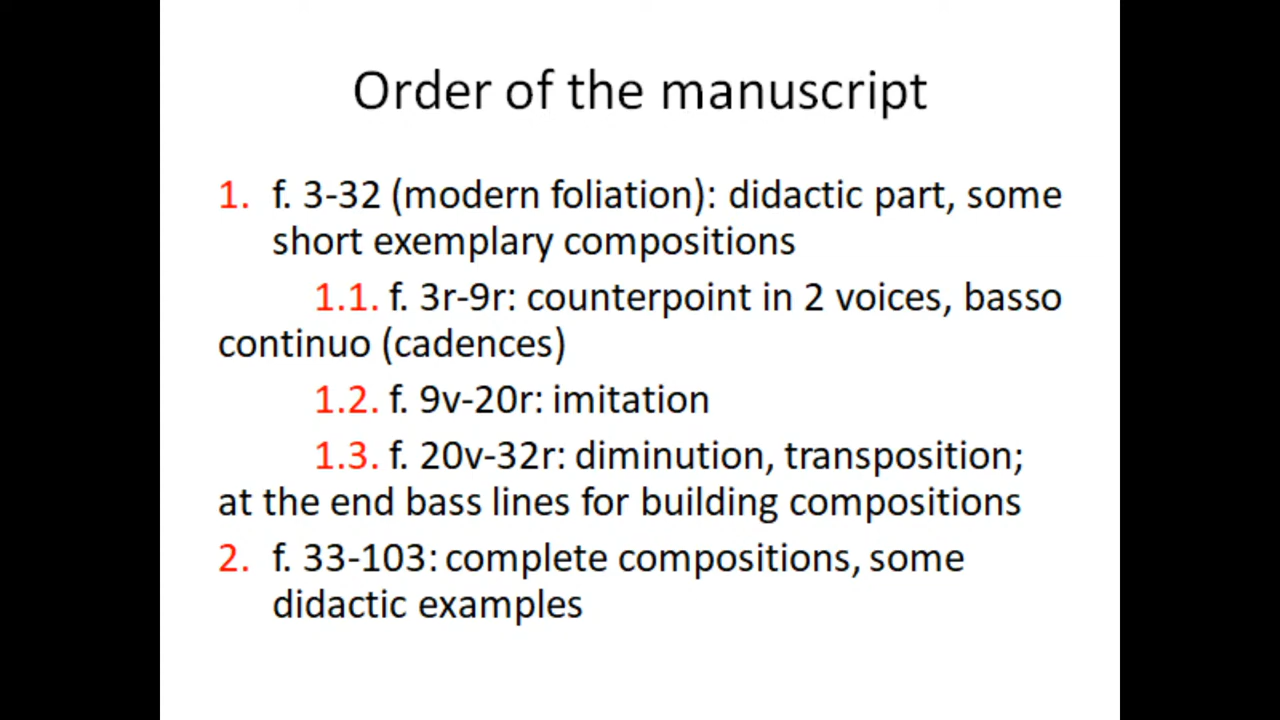 Order of the manuscript
1. f. 3-32 (modern foliation): didactic part, some
short exemplary compositions
1.1. f. 3r-9r: counterpoint in 2 voices, basso
continuo (cadences)
1.2. f. 9v-20r: imitation
1.3. f. 20v-32r: diminution, transposition;
at the end bass lines for building compositions
2. f. 33-103: complete compositions, some
didactic examples